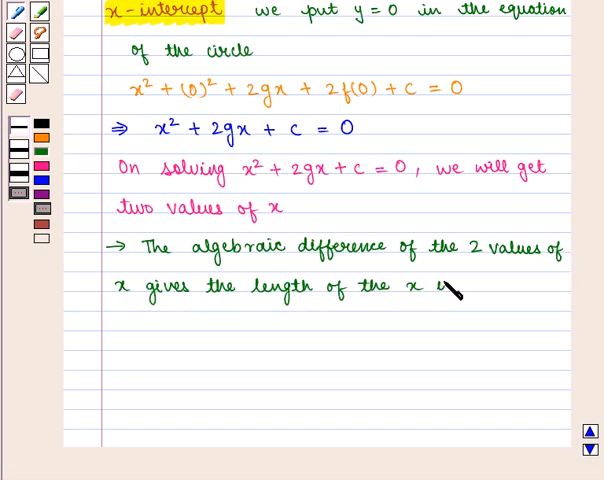 x-intercept we put y = 0 in the equation
of the circle
x² + (0)² + 2gx + 2f(0) + c = 0
⇒ x² + 2gx + c = 0
On solving x² + 2gx + c = 0, we will get
two values of x
→ The algebraic difference of the 2 values of
x gives the length of the x